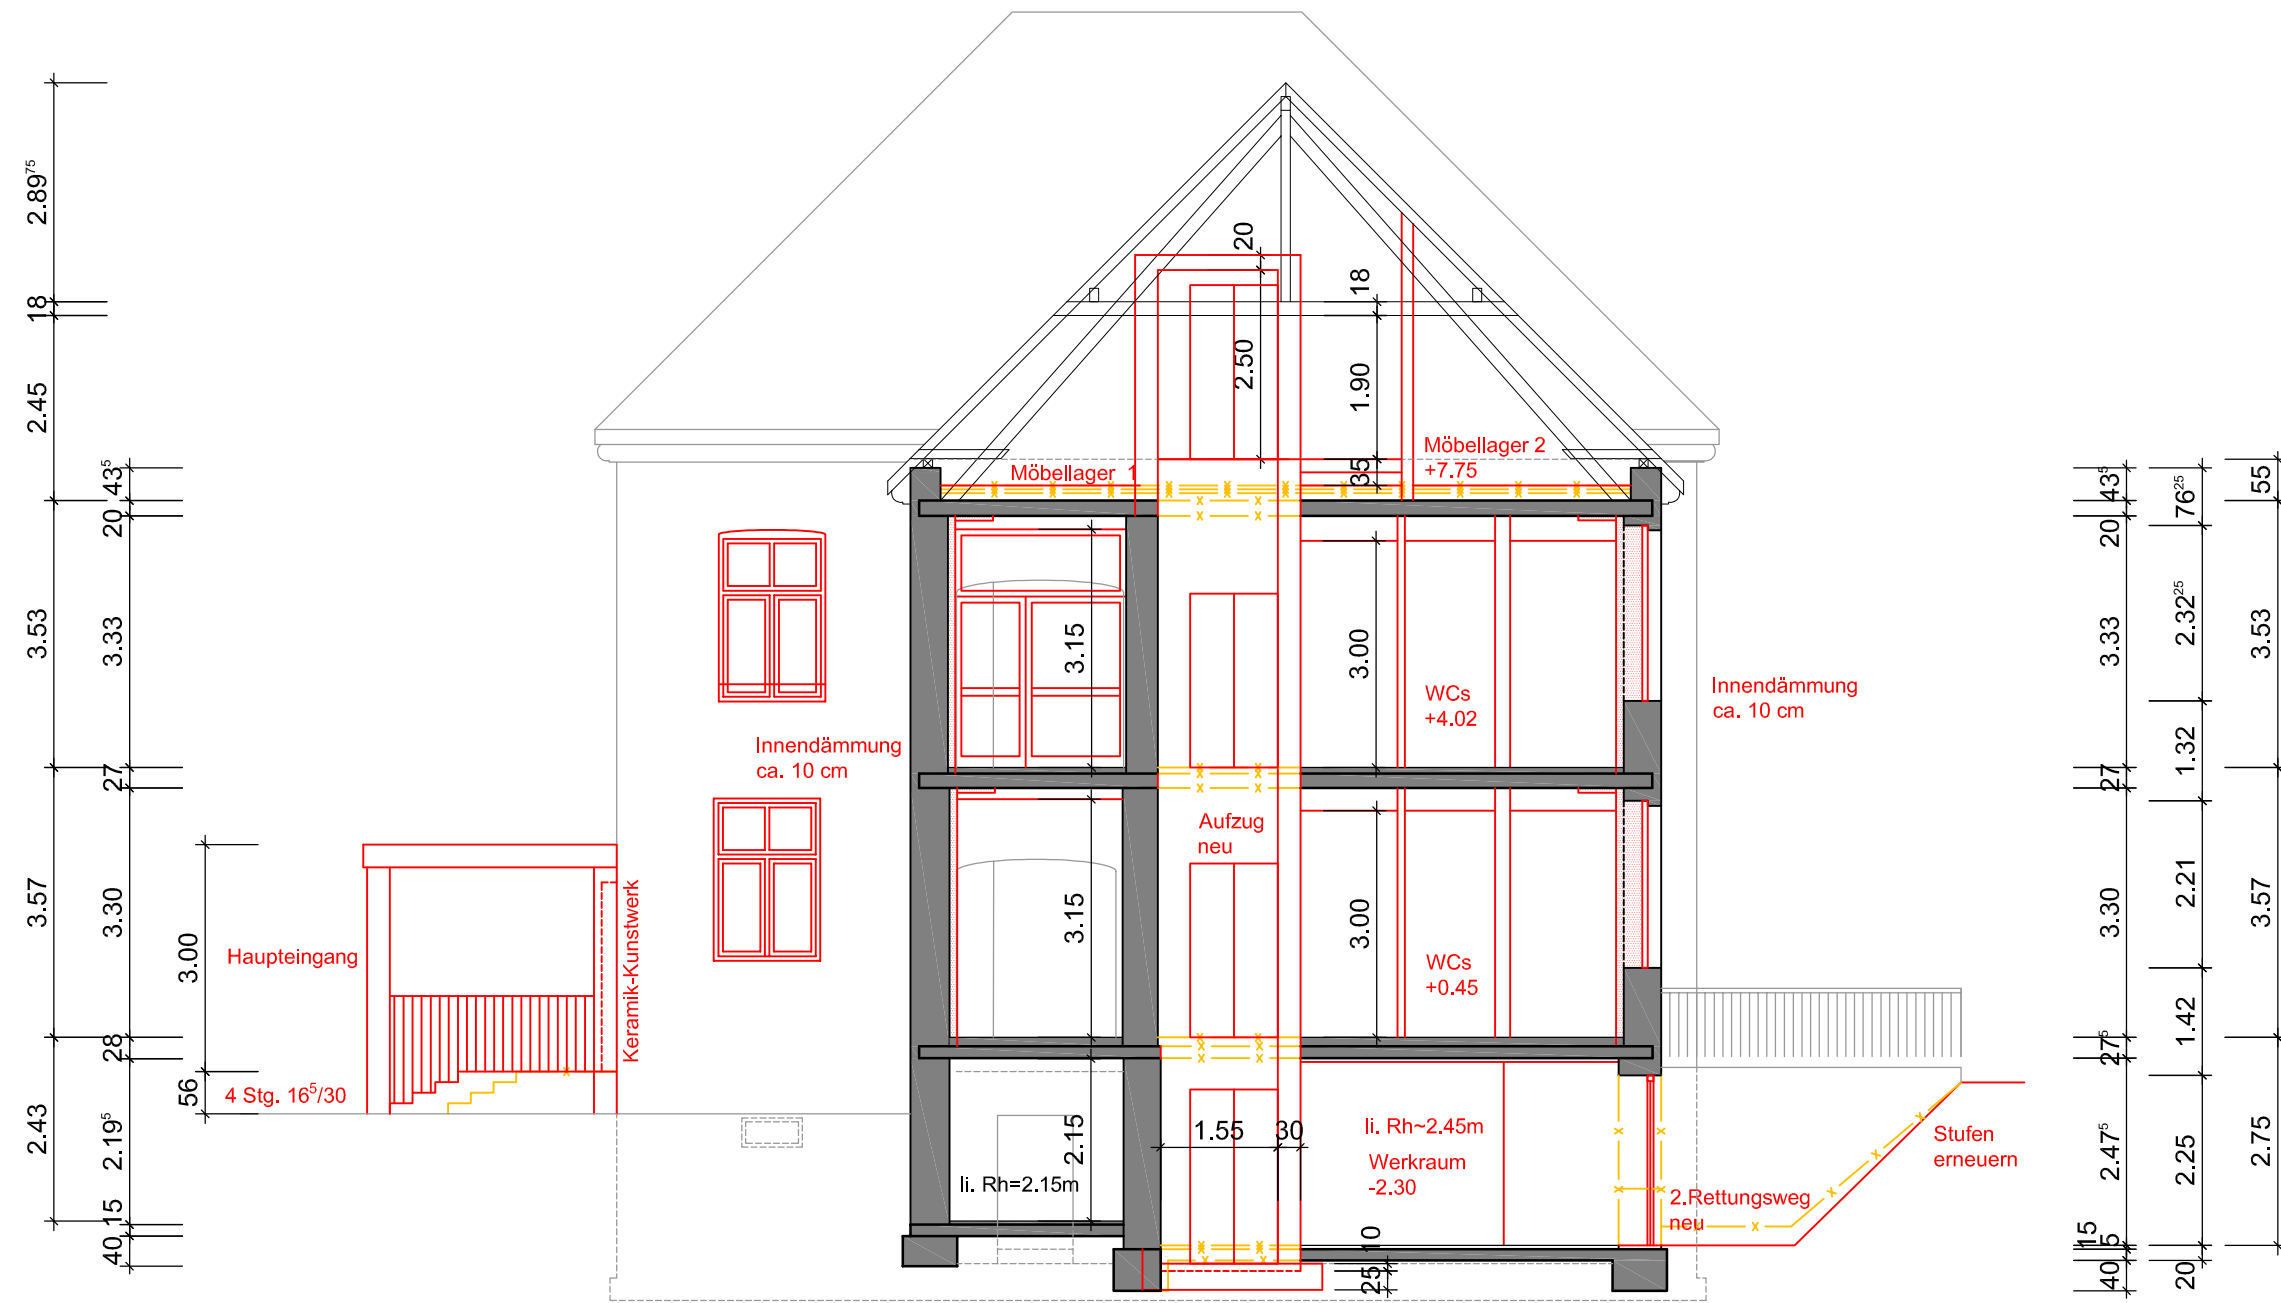 2.89⁷⁵
18
2.45
3.53
3.57
2.43
43⁵
20
3.33
27
3.30
28
2.19⁵
15
40
3.00
56
Haupteingang
4 Stg. 16⁵/30
Keramik-Kunstwerk
Innendämmung
ca. 10 cm
Möbellager 1
Möbellager 2
+7.75
20
2.50
18
1.90
35
3.15
3.00
WCs
+4.02
Aufzug
neu
3.15
3.00
WCs
+0.45
2.15
li. Rh=2.15m
1.55
30
li. Rh~2.45m
Werkraum
-2.30
10
25
2.Rettungsweg
neu
Stufen
erneuern
Innendämmung
ca. 10 cm
43⁵
20
3.33
27
3.30
27⁵
2.47⁵
15
5
40
76²⁵
2.32²⁵
1.32
2.21
1.42
2.25
20
55
3.53
3.57
2.75